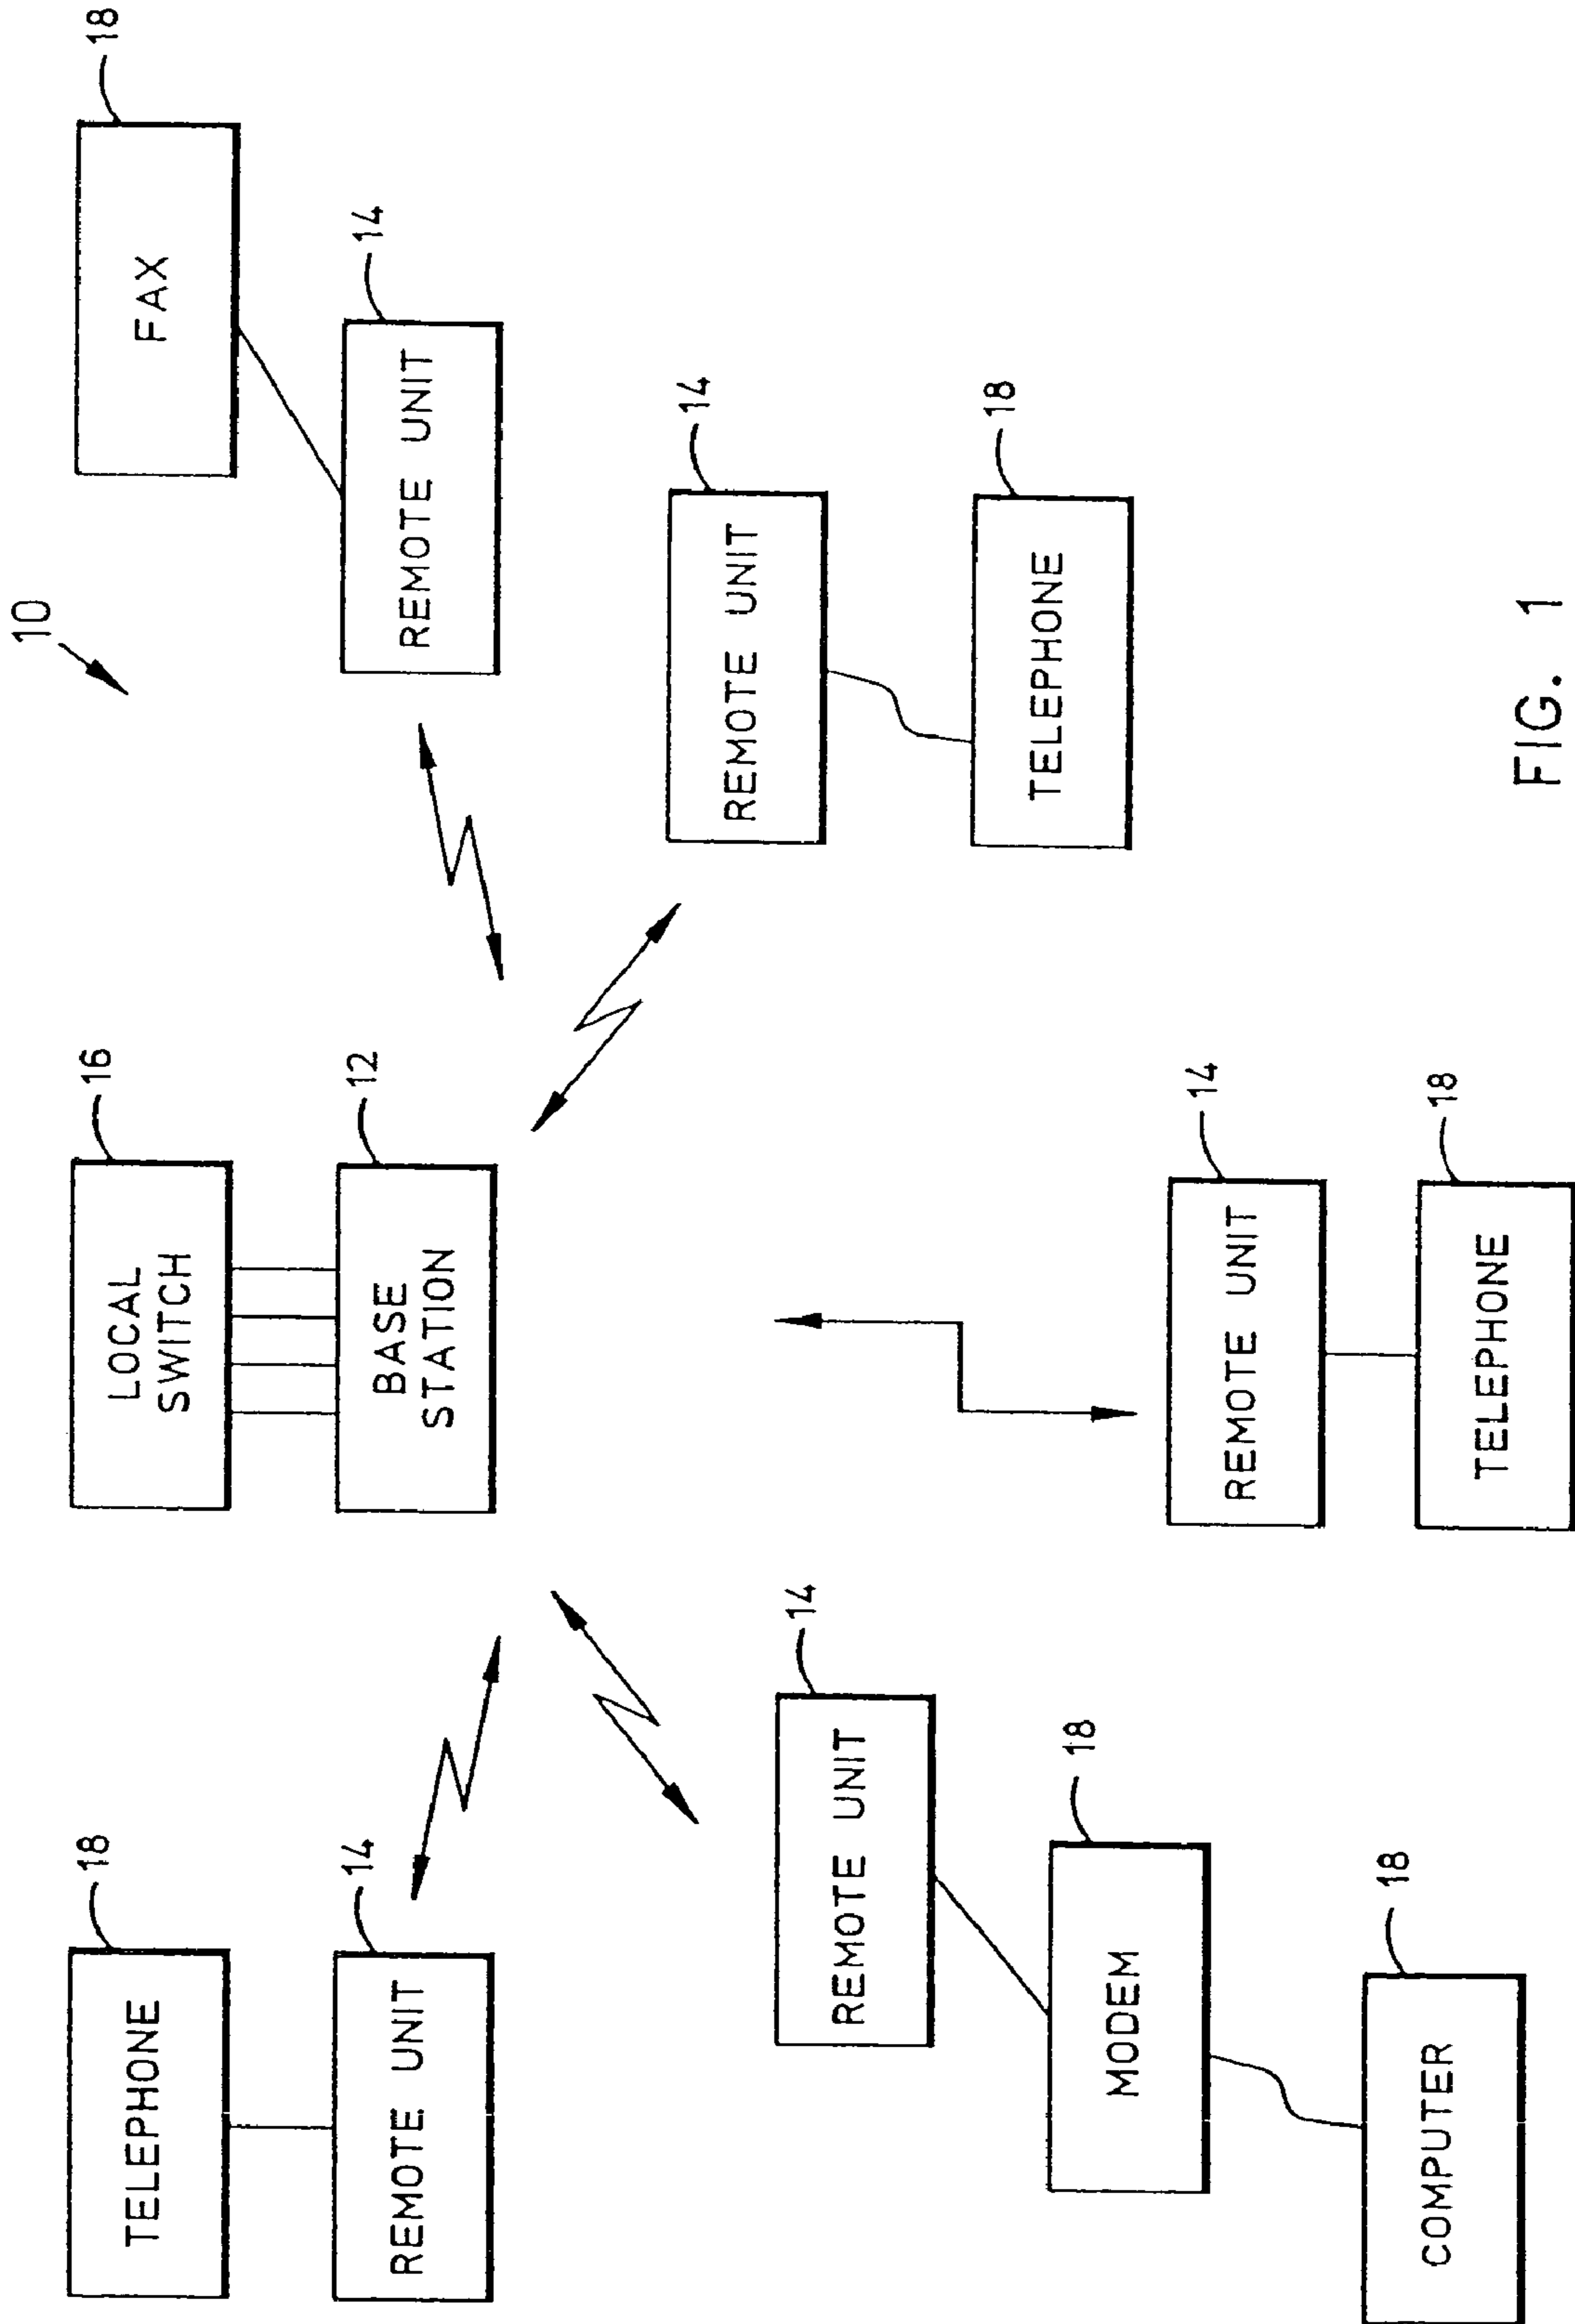 10
18
TELEPHONE
14
REMOTE UNIT
16
LOCAL
SWITCH
12
BASE
STATION
18
FAX
14
REMOTE UNIT
14
REMOTE UNIT
18
MODEM
18
COMPUTER
14
REMOTE UNIT
18
TELEPHONE
14
REMOTE UNIT
18
TELEPHONE
FIG. 1